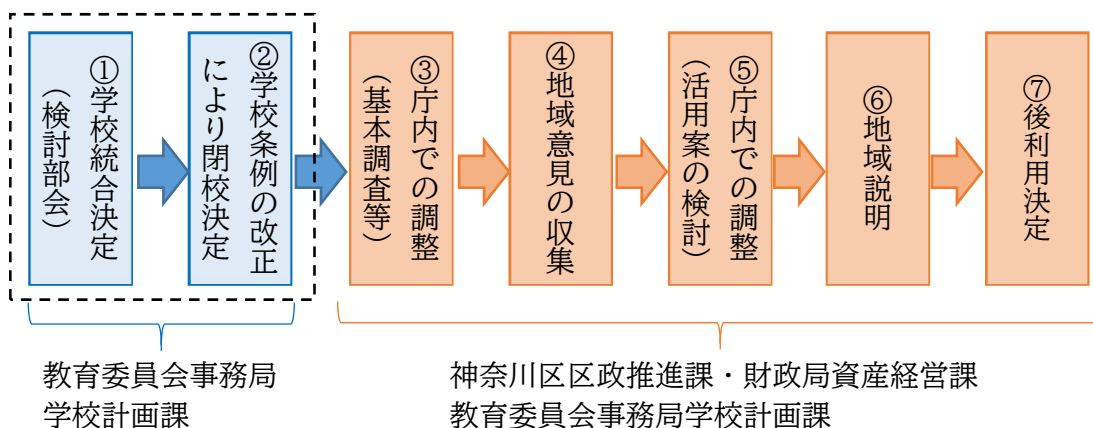 ①学校統合決定
（検討部会）
②学校条例の改正
により閉校決定
③庁内での調整
（基本調査等）
④地域意見の収集
⑤庁内での調整
（活用案の検討）
⑥地域説明
⑦後利用決定
教育委員会事務局
学校計画課
神奈川区区政推進課・財政局資産経営課
教育委員会事務局学校計画課